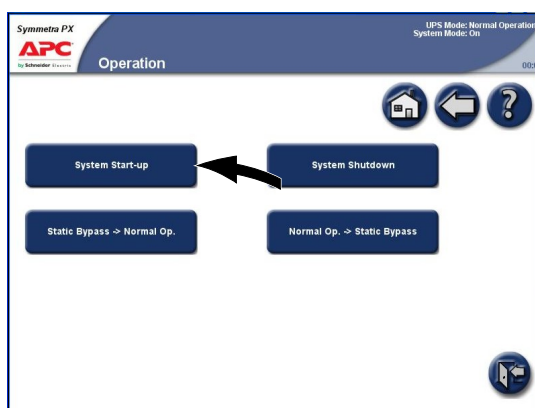 Symmetra PX
APC
by Schneider Electric
Operation
UPS Mode: Normal Operation
System Mode: On
System Start-up
System Shutdown
Static Bypass -> Normal Op.
Normal Op. -> Static Bypass